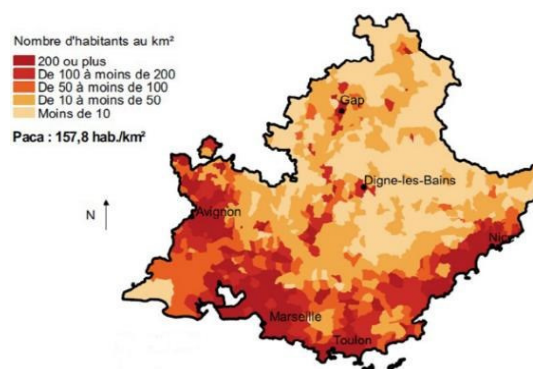 Nombre d'habitants au km²
200 ou plus
De 100 à moins de 200
De 50 à moins de 100
De 10 à moins de 50
Moins de 10
Paca : 157,8 hab./km²
Gap
Digne-les-Bains
N
Avignon
Nice
Marseille
Toulon